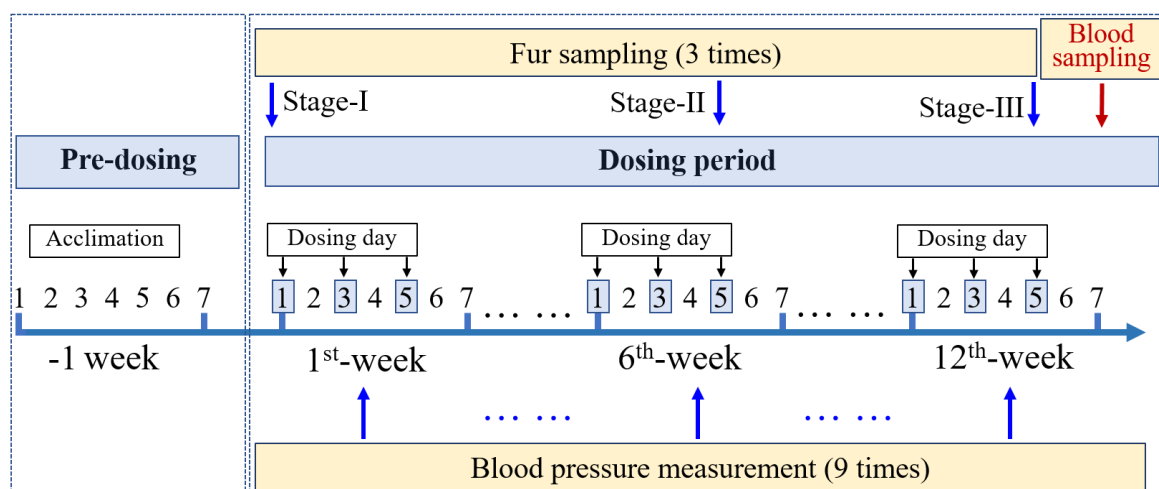 Fur sampling (3 times)
Blood
sampling
Stage-I
Stage-II
Stage-III
Pre-dosing
Dosing period
Acclimation
Dosing day
Dosing day
Dosing day
1 2 3 4 5 6 7
1 2 3 4 5 6 7 ... ...
1 2 3 4 5 6 7 ... ...
1 2 3 4 5 6 7
-1 week
1st-week
6th-week
12th-week
... ...
... ...
Blood pressure measurement (9 times)